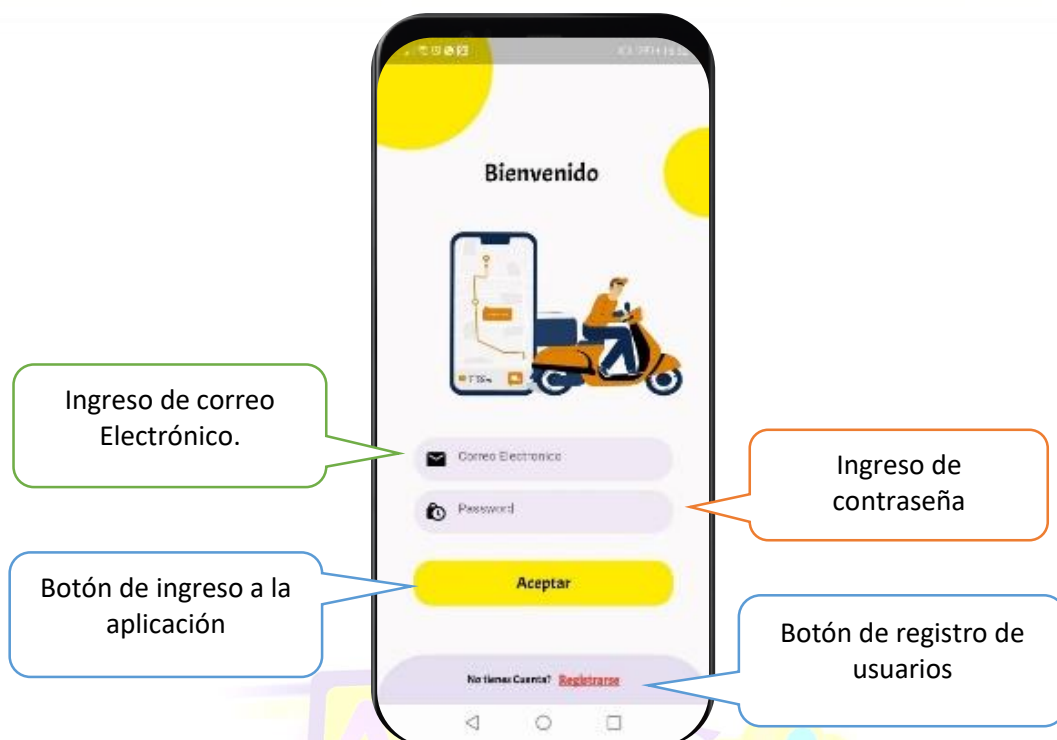 Bienvenido
Ingreso de correo
Electrónico.
Correo Electronico
Ingreso de
contraseña
Password
Botón de ingreso a la
aplicación
Aceptar
Botón de registro de
usuarios
No tienes Cuenta? Registrarse